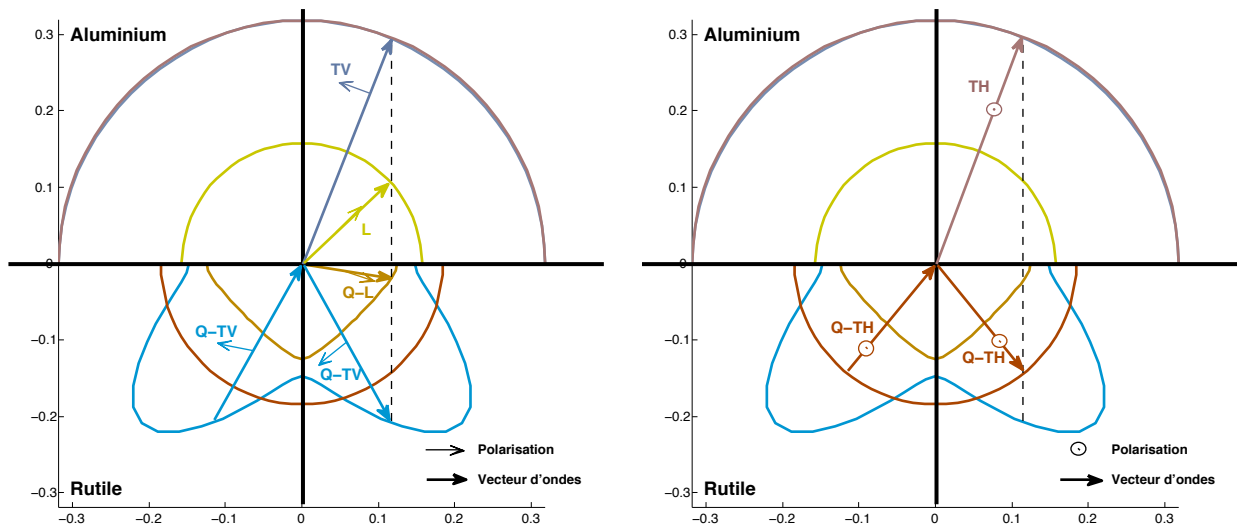 Aluminium
TV
L
Q–L
Q–TV
Q–TV
Polarisation
Vecteur d'ondes
Rutile
0.3
0.2
0.1
0
−0.1
−0.2
−0.3
−0.3 −0.2 −0.1 0 0.1 0.2 0.3
Aluminium
TH
Q–TH
Q–TH
Polarisation
Vecteur d'ondes
Rutile
0.3
0.2
0.1
0
−0.1
−0.2
−0.3
−0.3 −0.2 −0.1 0 0.1 0.2 0.3